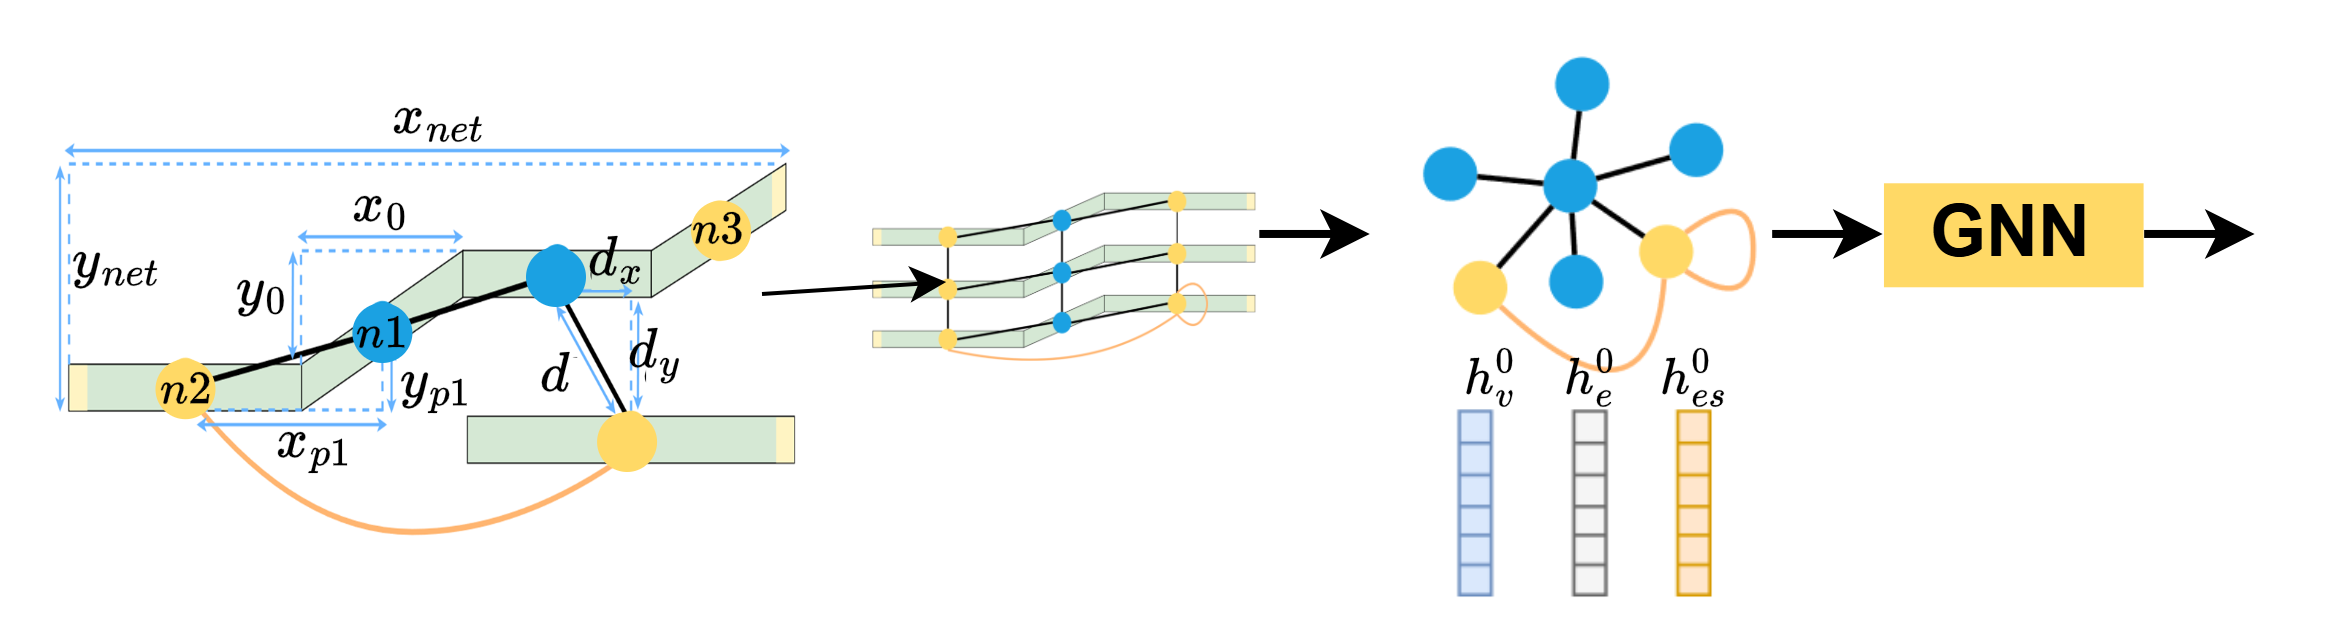 x_net
y_net
x_0
y_0
n3
d_x
n1
n2
d
d_y
y_p1
x_p1
h_v^0
h_e^0
h_es^0
GNN